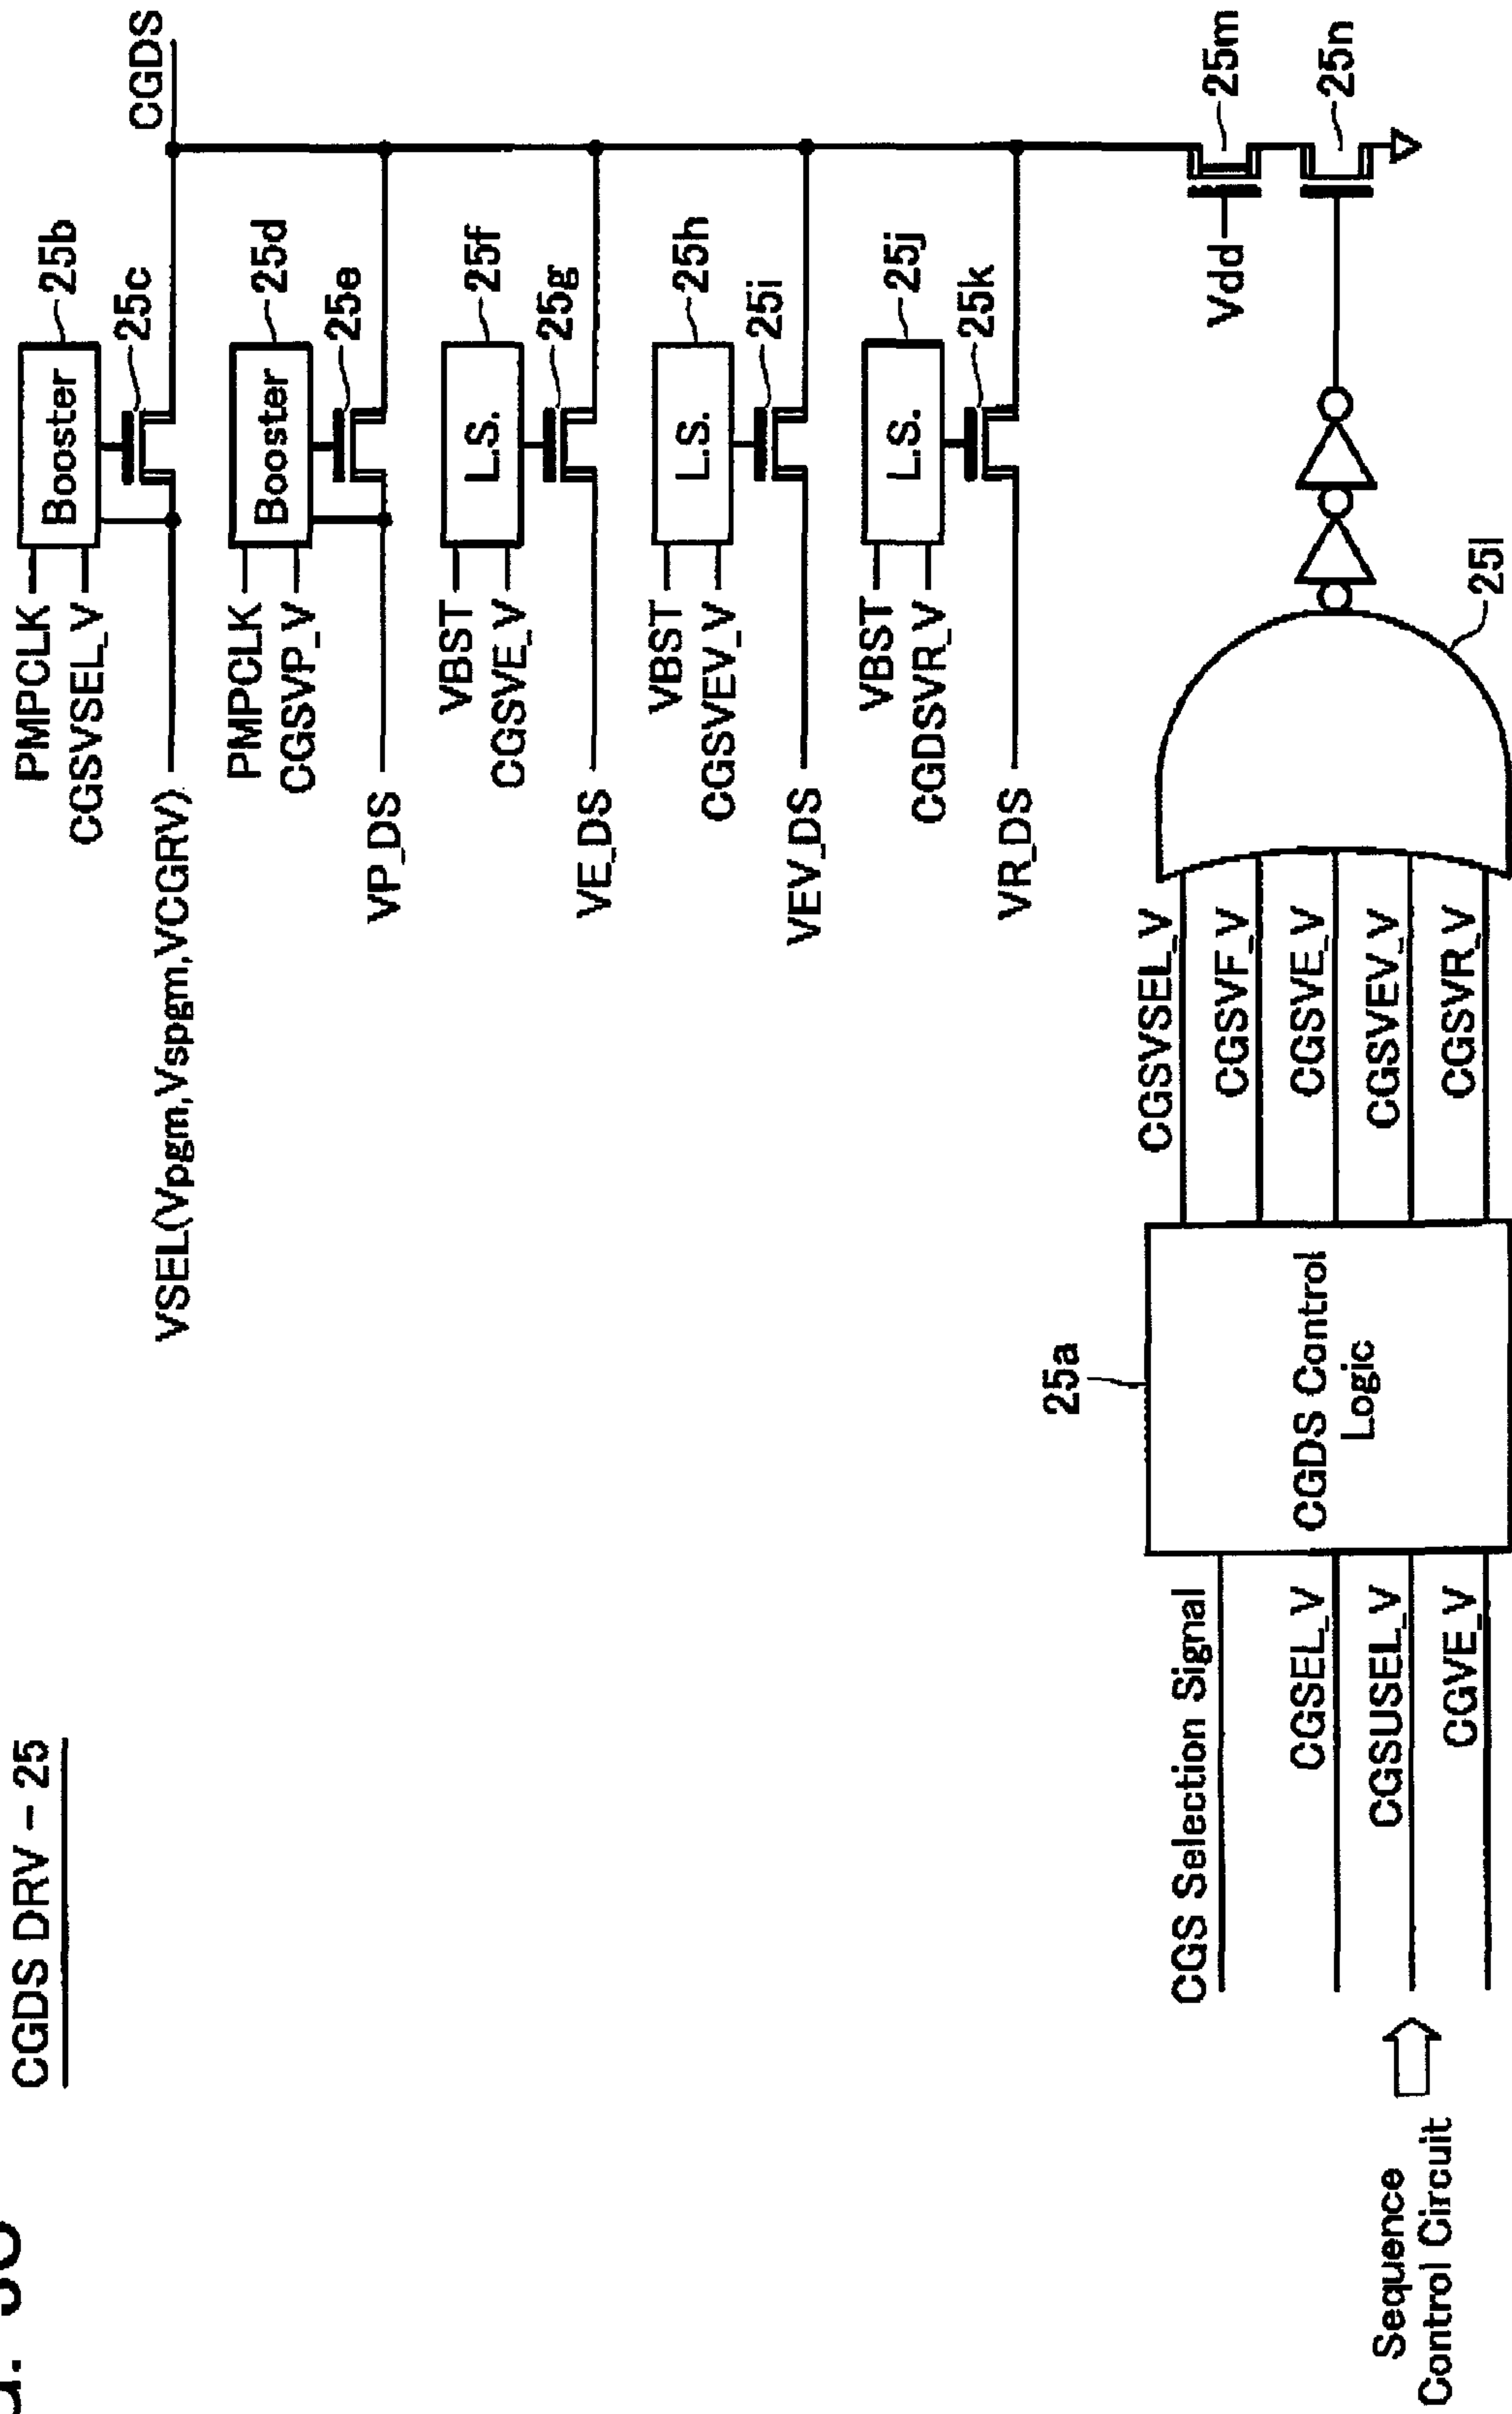 CGDS DRV - 25
PMPCLK
CGSVSEL_V
Booster
25b
25c
CGDS
VSEL(Vpgm,Vspgm,VCGRV)
PMPCLK
CGSVP_V
Booster
25d
25e
VP_DS
VBST
CGSVE_V
L.S.
25f
25g
VE_DS
VBST
CGSVEV_V
L.S.
25h
25i
VEV_DS
VBST
CGDSVR_V
L.S.
25j
25k
VR_DS
25a
CGS Selection Signal
CGSEL_V
CGSUSEL_V
CGVE_V
Sequence
Control Circuit
CGDS Control
Logic
CGSVSEL_V
CGSVF_V
CGSVE_V
CGSVEV_V
CGSVR_V
25l
Vdd
25m
25n